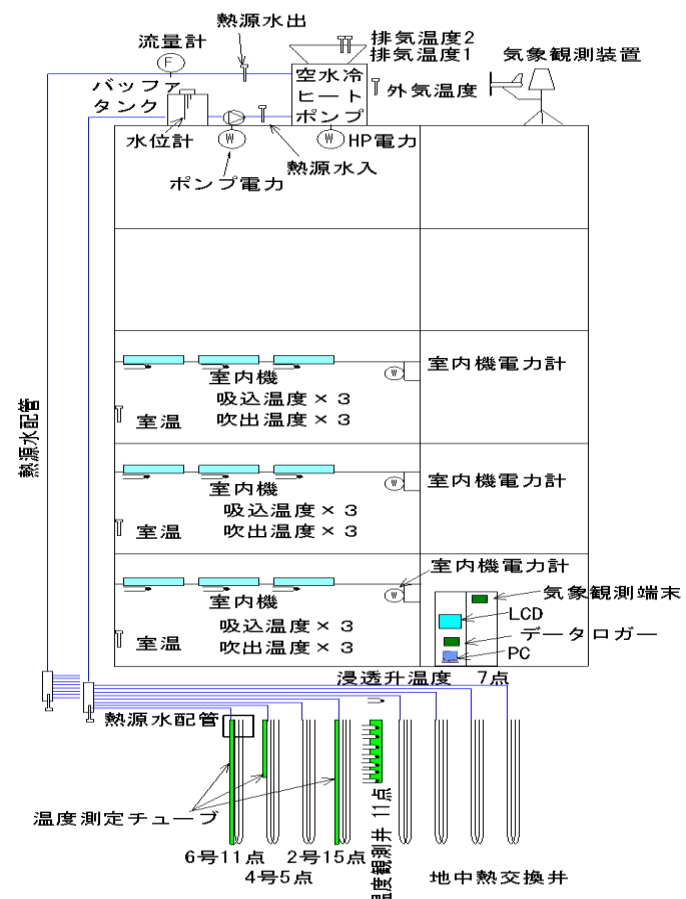 熱源水出
流量計
F
排気温度2
排気温度1
気象観測装置
バッファ
タンク
空水冷
ヒート
ポンプ
外気温度
水位計
W
W
HP電力
熱源水入
ポンプ電力
室内機
吸込温度×3
吹出温度×3
室温
W
室内機電力計
熱源水配管
室内機
吸込温度×3
吹出温度×3
室温
W
室内機電力計
室内機
吸込温度×3
吹出温度×3
室温
W
室内機電力計
気象観測端末
LCD
データロガー
PC
浸透升温度 7点
熱源水配管
温度測定チューブ
6号11点
4号5点
2号15点
温度観測井 11点
地中熱交換井